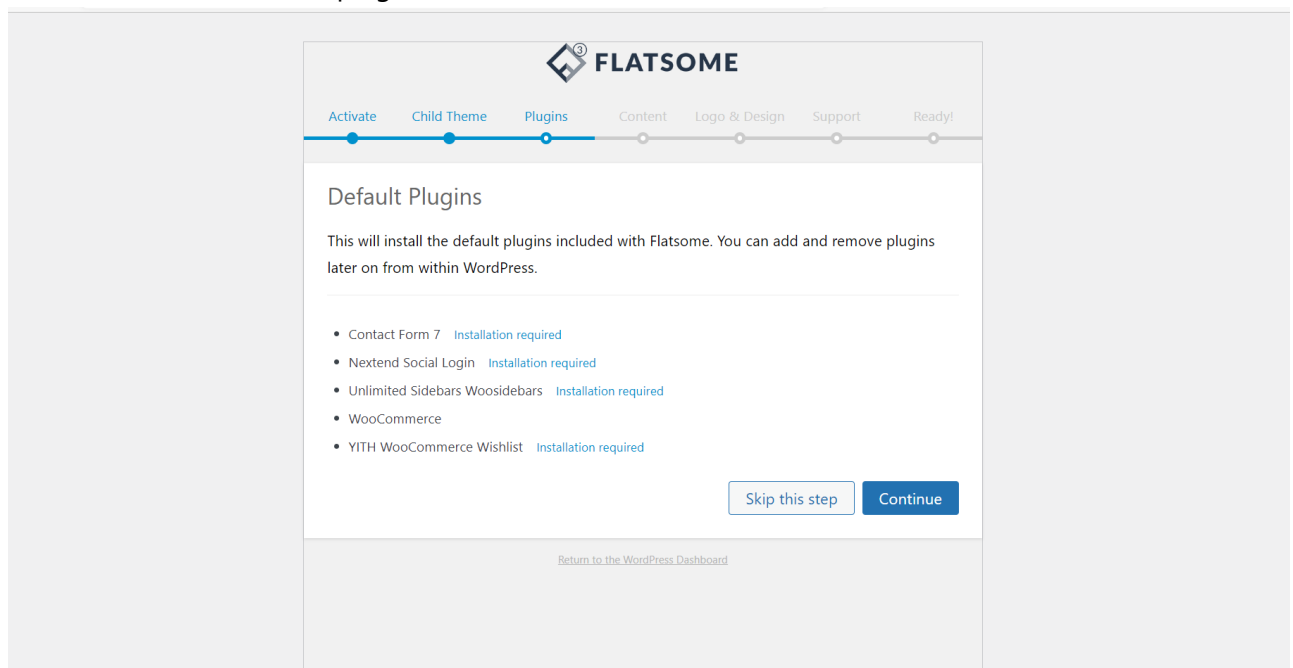 3
FLATSOME
Activate Child Theme Plugins Content Logo & Design Support Ready!
Default Plugins
This will install the default plugins included with Flatsome. You can add and remove plugins
later on from within WordPress.
Contact Form 7 Installation required
Nextend Social Login Installation required
Unlimited Sidebars Woosidebars Installation required
WooCommerce
YITH WooCommerce Wishlist Installation required
Skip this step Continue
Return to the WordPress Dashboard